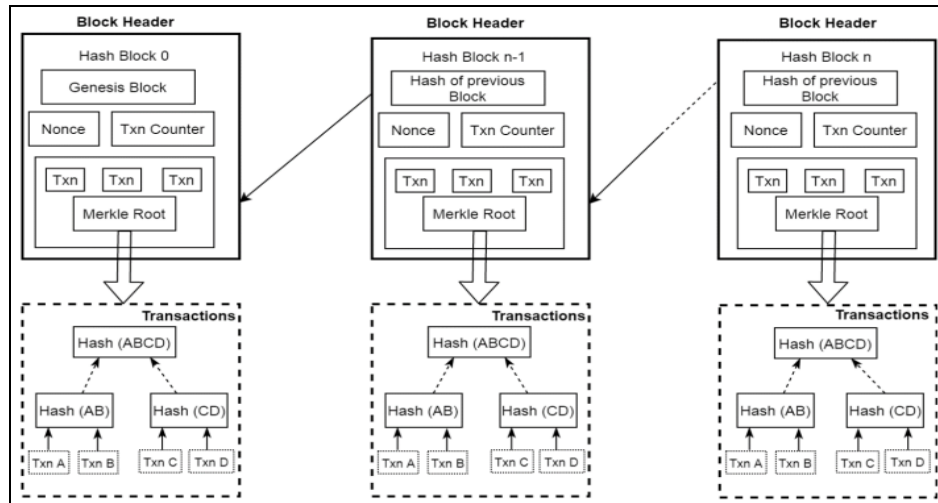 Block Header
Hash Block 0
Genesis Block
Nonce
Txn Counter
Txn
Txn
Txn
Merkle Root
Transactions
Hash (ABCD)
Hash (AB)
Hash (CD)
Txn A
Txn B
Txn C
Txn D
Block Header
Hash Block n-1
Hash of previous
Block
Nonce
Txn Counter
Txn
Txn
Txn
Merkle Root
Transactions
Hash (ABCD)
Hash (AB)
Hash (CD)
Txn A
Txn B
Txn C
Txn D
Block Header
Hash Block n
Hash of previous
Block
Nonce
Txn Counter
Txn
Txn
Txn
Merkle Root
Transactions
Hash (ABCD)
Hash (AB)
Hash (CD)
Txn A
Txn B
Txn C
Txn D